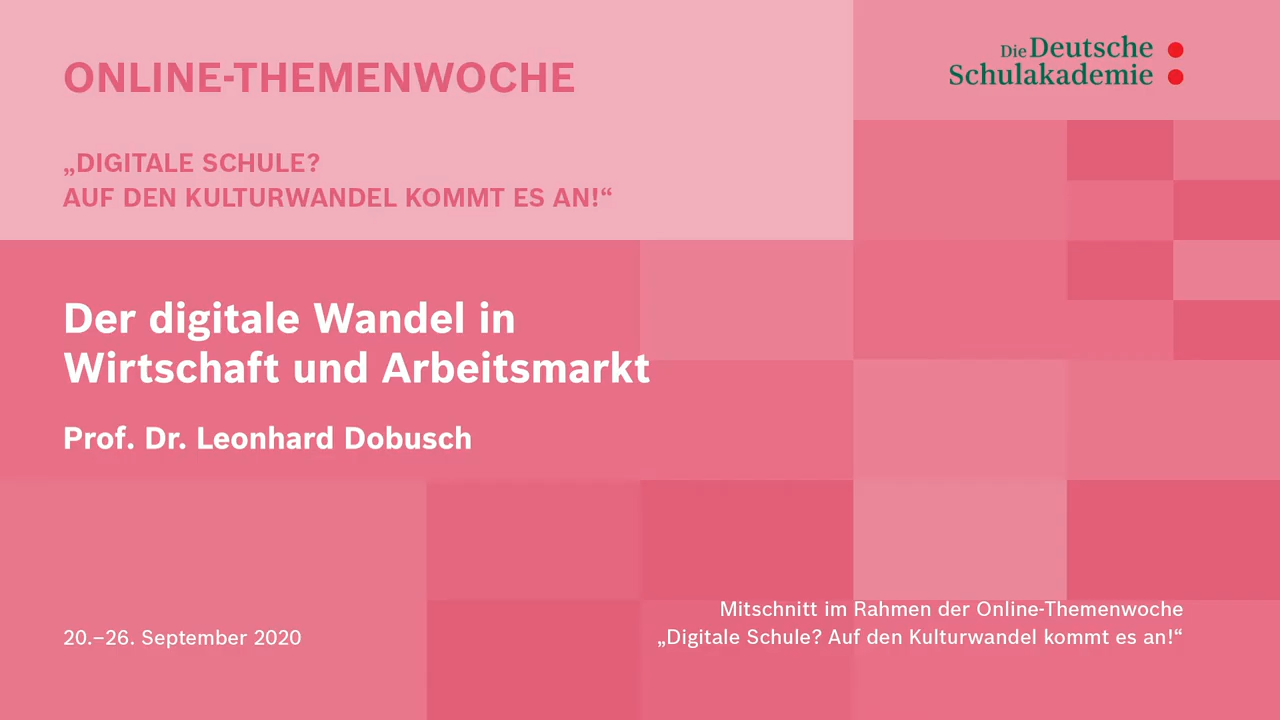 ONLINE-THEMENWOCHE
Die Deutsche
Schulakademie
„DIGITALE SCHULE?
AUF DEN KULTURWANDEL KOMMT ES AN!“
Der digitale Wandel in
Wirtschaft und Arbeitsmarkt
Prof. Dr. Leonhard Dobusch
20.–26. September 2020
Mitschnitt im Rahmen der Online-Themenwoche
„Digitale Schule? Auf den Kulturwandel kommt es an!“